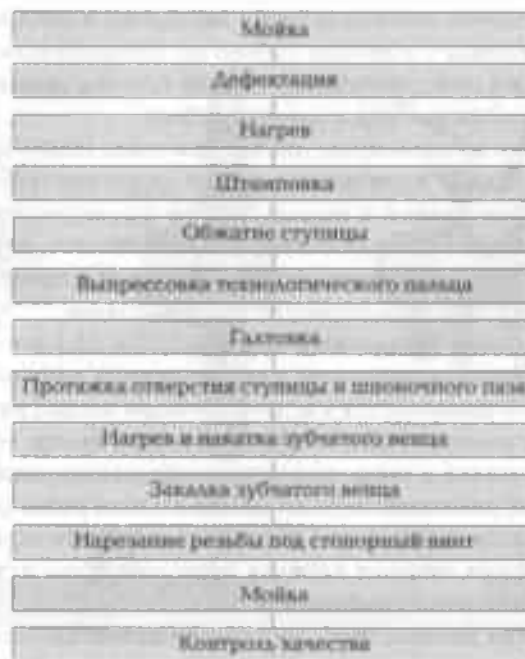 Мойка
Дефектация
Нагрев
Штамповка
Обжатие ступицы
Выпрессовка технологического пальца
Галтовка
Протяжка отверстия ступицы и шпоночного паза
Нагрев и накатка зубчатого венца
Закалка зубчатого венца
Нарезание резьбы под стопорный винт
Мойка
Контроль качества